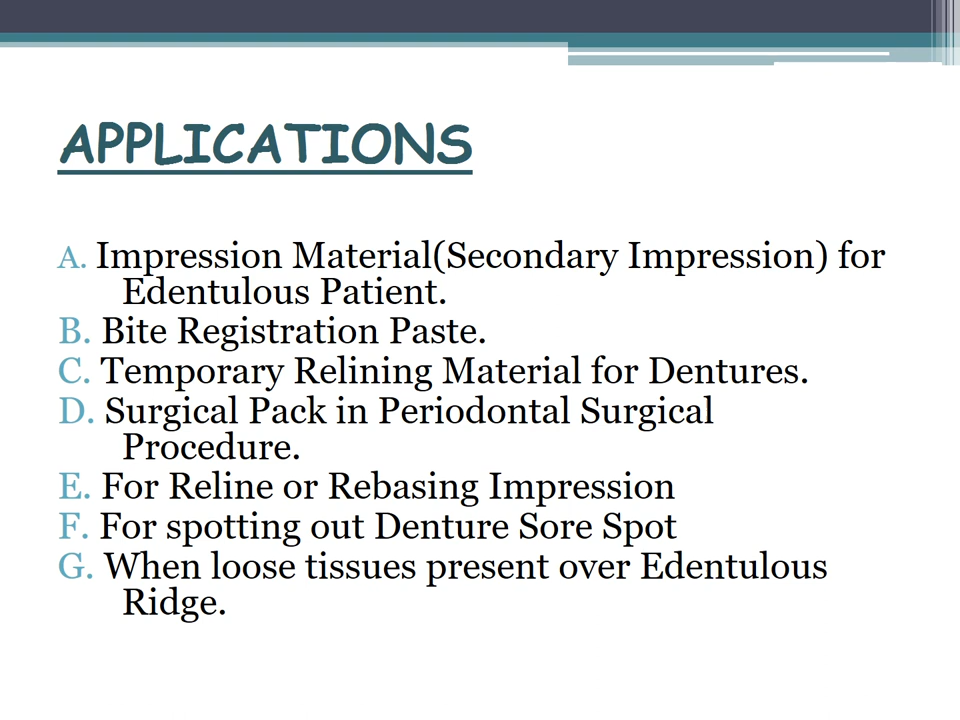 APPLICATIONS
A. Impression Material(Secondary Impression) for
Edentulous Patient.
B. Bite Registration Paste.
C. Temporary Relining Material for Dentures.
D. Surgical Pack in Periodontal Surgical
Procedure.
E. For Reline or Rebasing Impression
F. For spotting out Denture Sore Spot
G. When loose tissues present over Edentulous
Ridge.